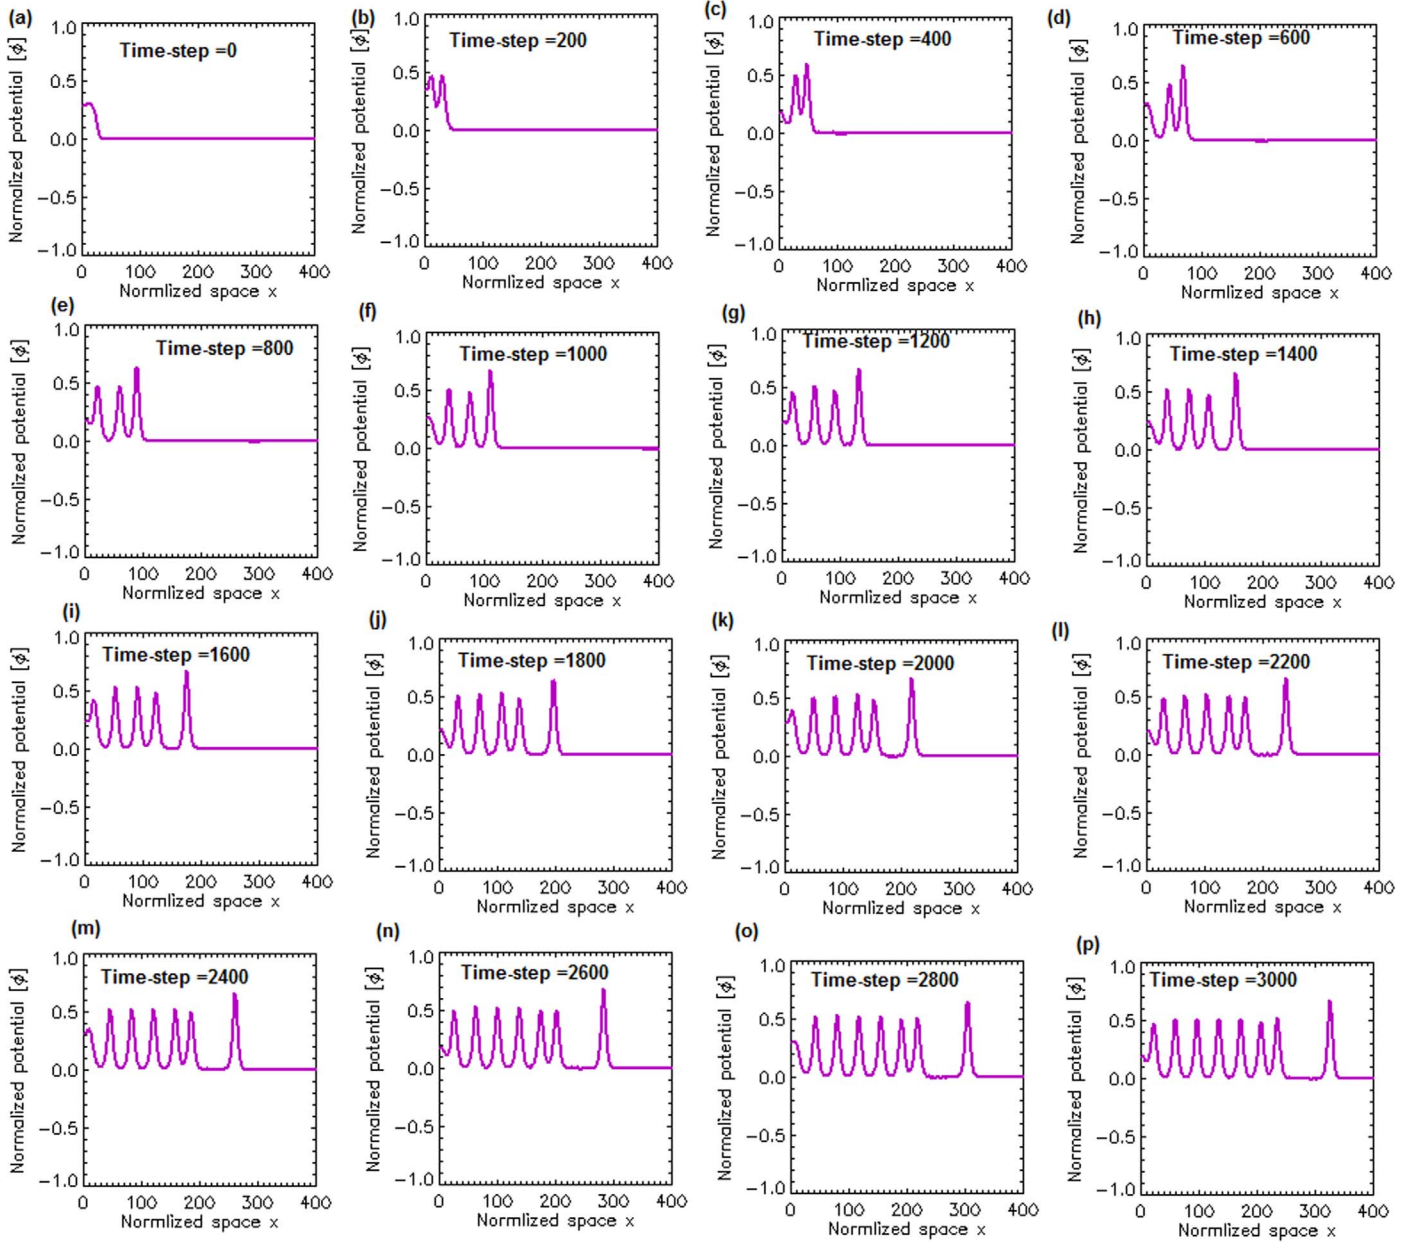 (a)
Time-step =0
Normalized potential [ϕ]
1.0
0.5
0.0
−0.5
−1.0
0 100 200 300 400
Normlized space x
(b)
Time-step =200
Normalized potential [ϕ]
1.0
0.5
0.0
−0.5
−1.0
0 100 200 300 400
Normlized space x
(c)
Time-step =400
Normalized potential [ϕ]
1.0
0.5
0.0
−0.5
−1.0
0 100 200 300 400
Normlized space x
(d)
Time-step =600
Normalized potential [ϕ]
1.0
0.5
0.0
−0.5
−1.0
0 100 200 300 400
Normlized space x
(e)
Time-step =800
Normalized potential [ϕ]
1.0
0.5
0.0
−0.5
−1.0
0 100 200 300 400
Normlized space x
(f)
Time-step =1000
Normalized potential [ϕ]
1.0
0.5
0.0
−0.5
−1.0
0 100 200 300 400
Normlized space x
(g)
Time-step =1200
Normalized potential [ϕ]
1.0
0.5
0.0
−0.5
−1.0
0 100 200 300 400
Normlized space x
(h)
Time-step =1400
Normalized potential [ϕ]
1.0
0.5
0.0
−0.5
−1.0
0 100 200 300 400
Normlized space x
(i)
Time-step =1600
Normalized potential [ϕ]
1.0
0.5
0.0
−0.5
−1.0
0 100 200 300 400
Normlized space x
(j)
Time-step =1800
Normalized potential [ϕ]
1.0
0.5
0.0
−0.5
−1.0
0 100 200 300 400
Normlized space x
(k)
Time-step =2000
Normalized potential [ϕ]
1.0
0.5
0.0
−0.5
−1.0
0 100 200 300 400
Normlized space x
(l)
Time-step =2200
Normalized potential [ϕ]
1.0
0.5
0.0
−0.5
−1.0
0 100 200 300 400
Normlized space x
(m)
Time-step =2400
Normalized potential [ϕ]
1.0
0.5
0.0
−0.5
−1.0
0 100 200 300 400
Normlized space x
(n)
Time-step =2600
Normalized potential [ϕ]
1.0
0.5
0.0
−0.5
−1.0
0 100 200 300 400
Normlized space x
(o)
Time-step =2800
Normalized potential [ϕ]
1.0
0.5
0.0
−0.5
−1.0
0 100 200 300 400
Normlized space x
(p)
Time-step =3000
Normalized potential [ϕ]
1.0
0.5
0.0
−0.5
−1.0
0 100 200 300 400
Normlized space x